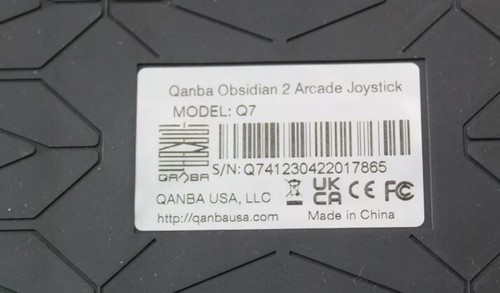 Qanba Obsidian 2 Arcade Joystick
MODEL: Q7
QANBA
S/N: Q741230422017865
QANBA USA, LLC
UK CA CE FC
http://qanbausa.com
Made in China